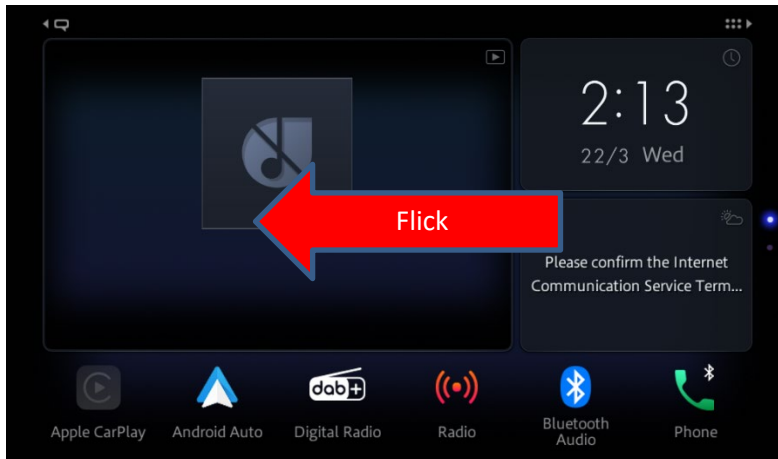 2:13
22/3 Wed
Flick
Please confirm the Internet
Communication Service Term...
dab+
Apple CarPlay
Android Auto
Digital Radio
Radio
Bluetooth
Audio
Phone